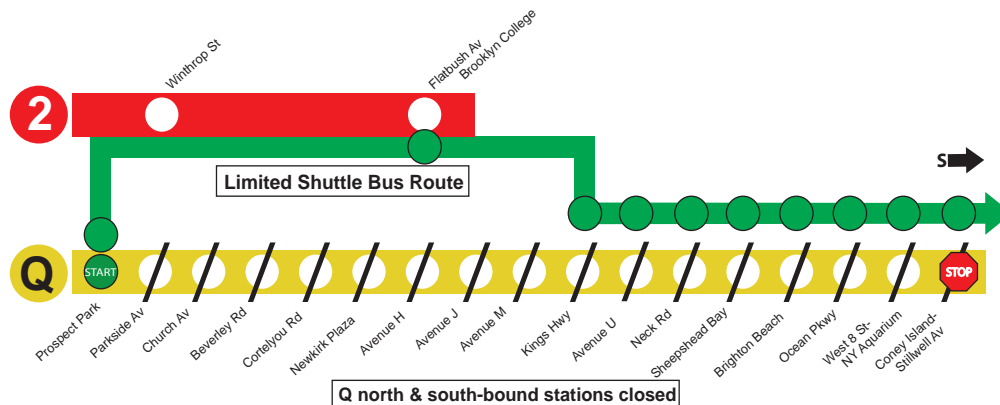 Winthrop St
Flatbush Av
Brooklyn College
2
Limited Shuttle Bus Route
S
Q
START
STOP
Prospect Park
Parkside Av
Church Av
Beverley Rd
Cortelyou Rd
Newkirk Plaza
Avenue H
Avenue J
Avenue M
Kings Hwy
Avenue U
Neck Rd
Sheepshead Bay
Brighton Beach
Ocean Pkwy
West 8 St-
NY Aquarium
Coney Island-
Stillwell Av
Q north & south-bound stations closed